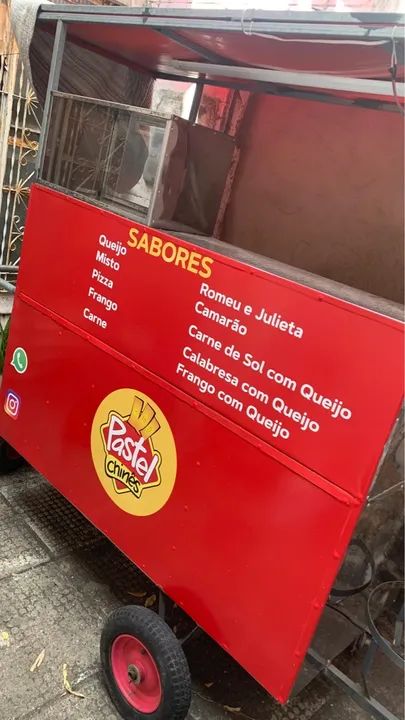 SABORES
Queijo
Misto
Pizza
Frango
Carne
Romeu e Julieta
Camarão
Carne de Sol com Queijo
Calabresa com Queijo
Frango com Queijo
Pastel
chinês